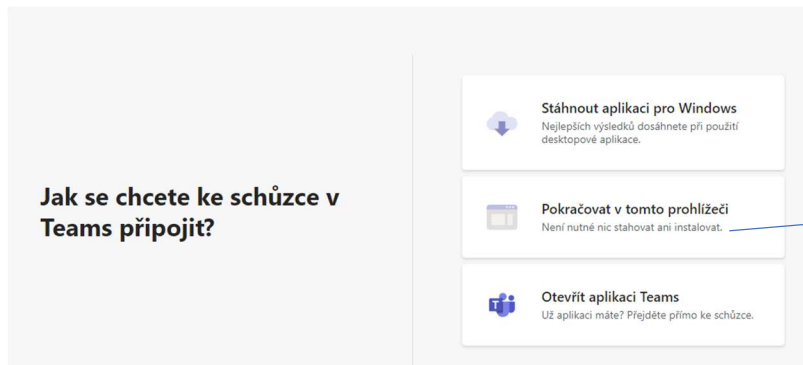 Jak se chcete ke schůzce v
Teams připojit?
Stáhnout aplikaci pro Windows
Nejlepších výsledků dosáhnete při použití
desktopové aplikace.
Pokračovat v tomto prohlížeči
Není nutné nic stahovat ani instalovat.
Otevřít aplikaci Teams
Už aplikaci máte? Přejděte přímo ke schůzce.